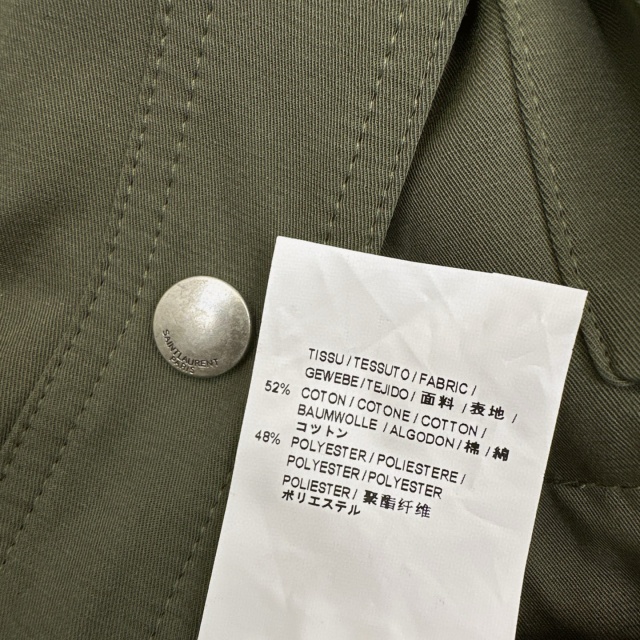 SAINT LAURENT
PARIS
TISSU / TESSUTO / FABRIC /
GEWEBE / TEJIDO / 面料 / 表地 /
52% COTON / COTONE / COTTON /
BAUMWOLLE / ALGODON / 棉 / 綿
コットン
48% POLYESTER / POLIESTERE /
POLYESTER / POLYESTER
POLIESTER / 聚酯纤维
ポリエステル